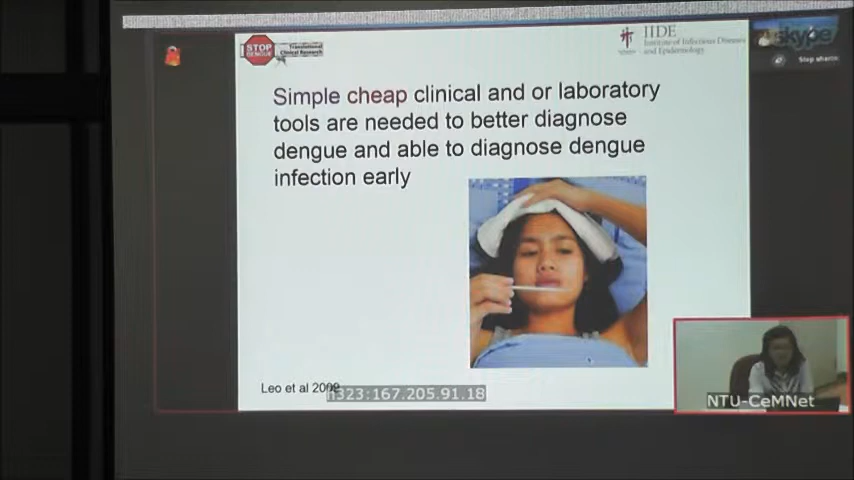 STOP
DENGUE
Translational
Clinical Research
IIDE
Institute of Infectious Diseases
and Epidemiology
skype
Stop sharin
Simple cheap clinical and or laboratory
tools are needed to better diagnose
dengue and able to diagnose dengue
infection early
Leo et al 2009
h323:167.205.91.18
NTU-CeMNet